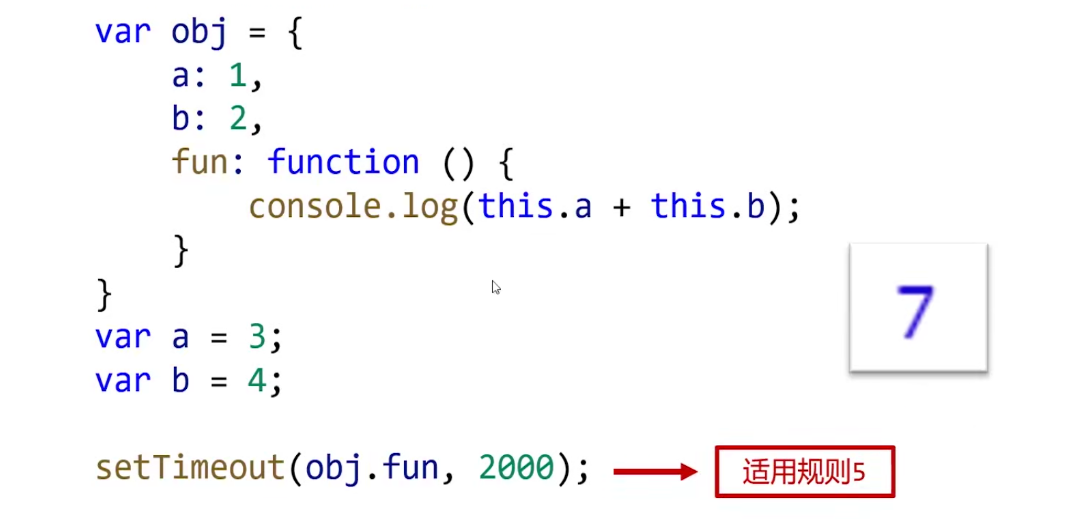 var obj = {
    a: 1,
    b: 2,
    fun: function () {
        console.log(this.a + this.b);
    }
}
7
var a = 3;
var b = 4;
setTimeout(obj.fun, 2000);
适用规则5